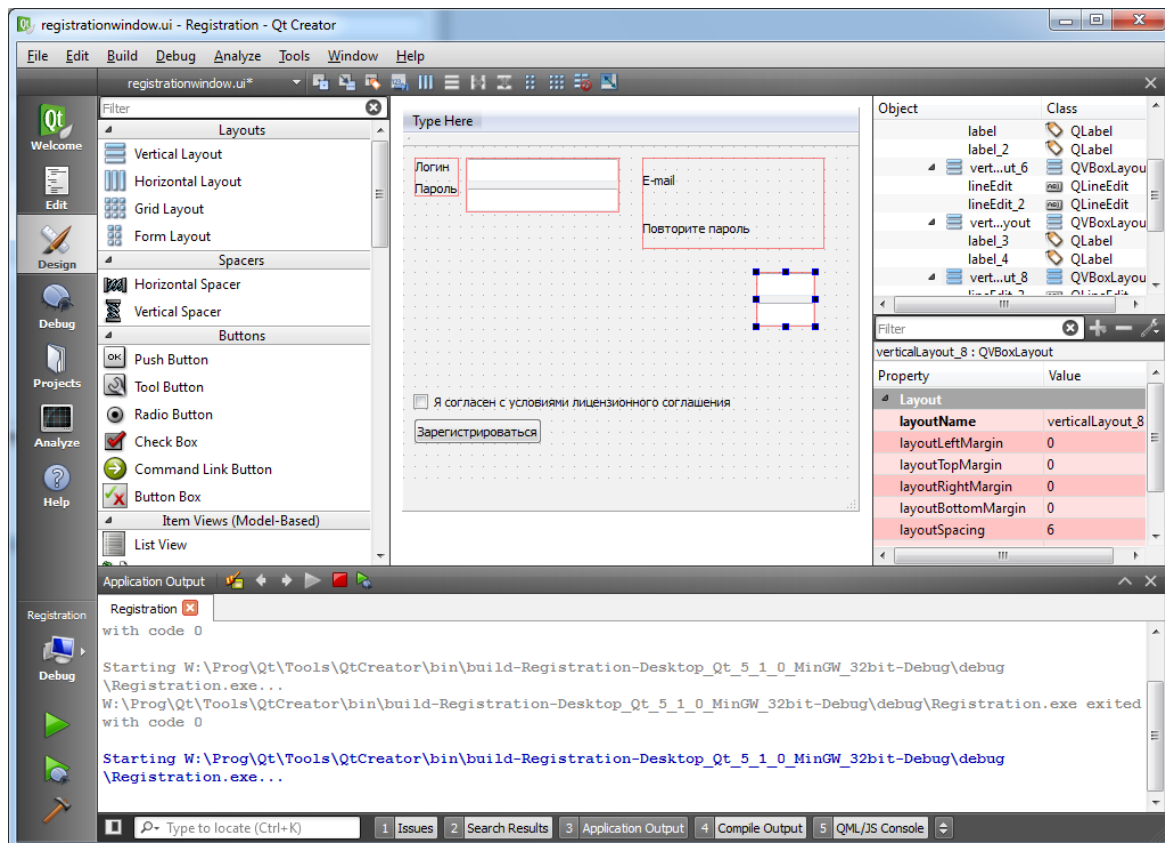 registrationwindow.ui - Registration - Qt Creator
File Edit Build Debug Analyze Tools Window Help
registrationwindow.ui*
Qt
Welcome
Edit
Design
Debug
Projects
Analyze
Help
Registration
Debug
Filter
Layouts
Vertical Layout
Horizontal Layout
Grid Layout
Form Layout
Spacers
Horizontal Spacer
Vertical Spacer
Buttons
OK Push Button
Tool Button
Radio Button
Check Box
Command Link Button
Button Box
Item Views (Model-Based)
List View
Type Here
Логин
Пароль
E-mail
Повторите пароль
Я согласен с условиями лицензионного соглашения
Зарегистрироваться
Object Class
label QLabel
label_2 QLabel
vert...ut_6 QVBoxLayou
lineEdit QLineEdit
lineEdit_2 QLineEdit
vert...yout QVBoxLayou
label_3 QLabel
label_4 QLabel
vert...ut_8 QVBoxLayou
Filter
verticalLayout_8 : QVBoxLayout
Property Value
Layout
layoutName verticalLayout_8
layoutLeftMargin 0
layoutTopMargin 0
layoutRightMargin 0
layoutBottomMargin 0
layoutSpacing 6
Application Output
Registration
with code 0
Starting W:\Prog\Qt\Tools\QtCreator\bin\build-Registration-Desktop_Qt_5_1_0_MinGW_32bit-Debug\debug
\Registration.exe...
W:\Prog\Qt\Tools\QtCreator\bin\build-Registration-Desktop_Qt_5_1_0_MinGW_32bit-Debug\debug\Registration.exe exited
with code 0
Starting W:\Prog\Qt\Tools\QtCreator\bin\build-Registration-Desktop_Qt_5_1_0_MinGW_32bit-Debug\debug
\Registration.exe...
Type to locate (Ctrl+K) 1 Issues 2 Search Results 3 Application Output 4 Compile Output 5 QML/JS Console